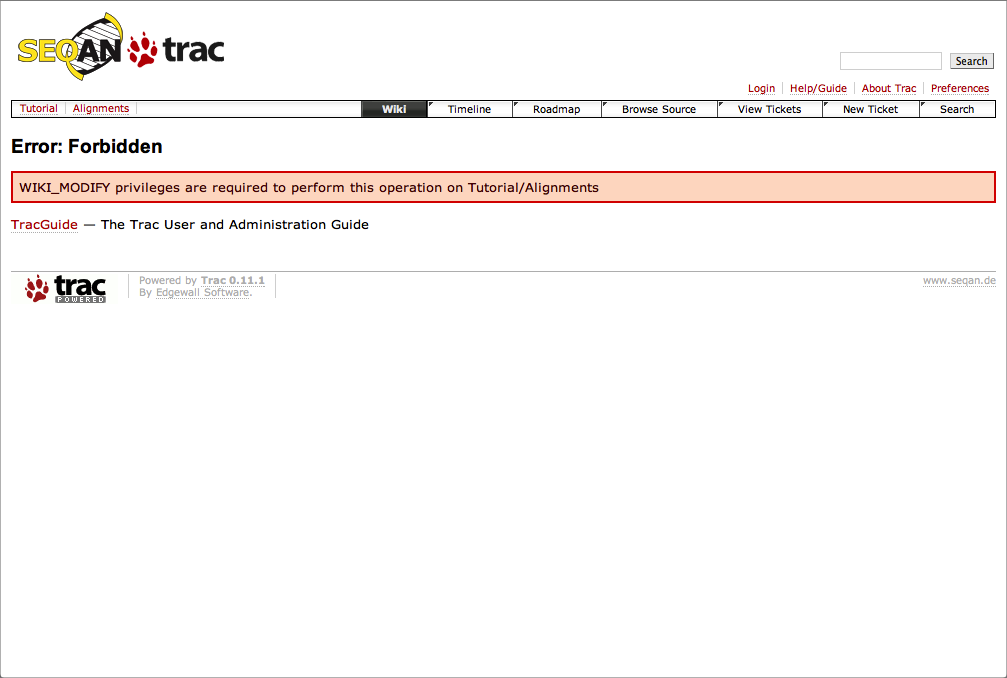 SEQAN trac
Search
Login Help/Guide About Trac Preferences
Tutorial Alignments Wiki Timeline Roadmap Browse Source View Tickets New Ticket Search
Error: Forbidden
WIKI_MODIFY privileges are required to perform this operation on Tutorial/Alignments
TracGuide — The Trac User and Administration Guide
trac POWERED
Powered by Trac 0.11.1
By Edgewall Software.
www.seqan.de